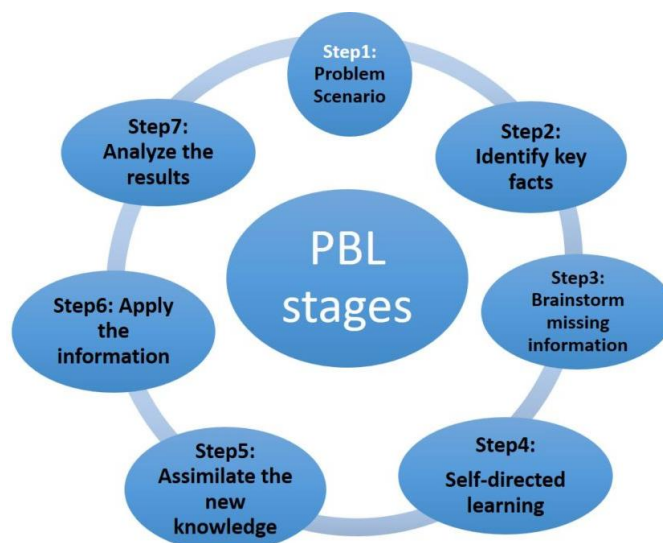 Step1:
Problem
Scenario
Step2:
Identify key
facts
Step3:
Brainstorm
missing
information
Step4:
Self-directed
learning
Step5:
Assimilate the
new
knowledge
Step6: Apply
the
information
Step7:
Analyze the
results
PBL
stages